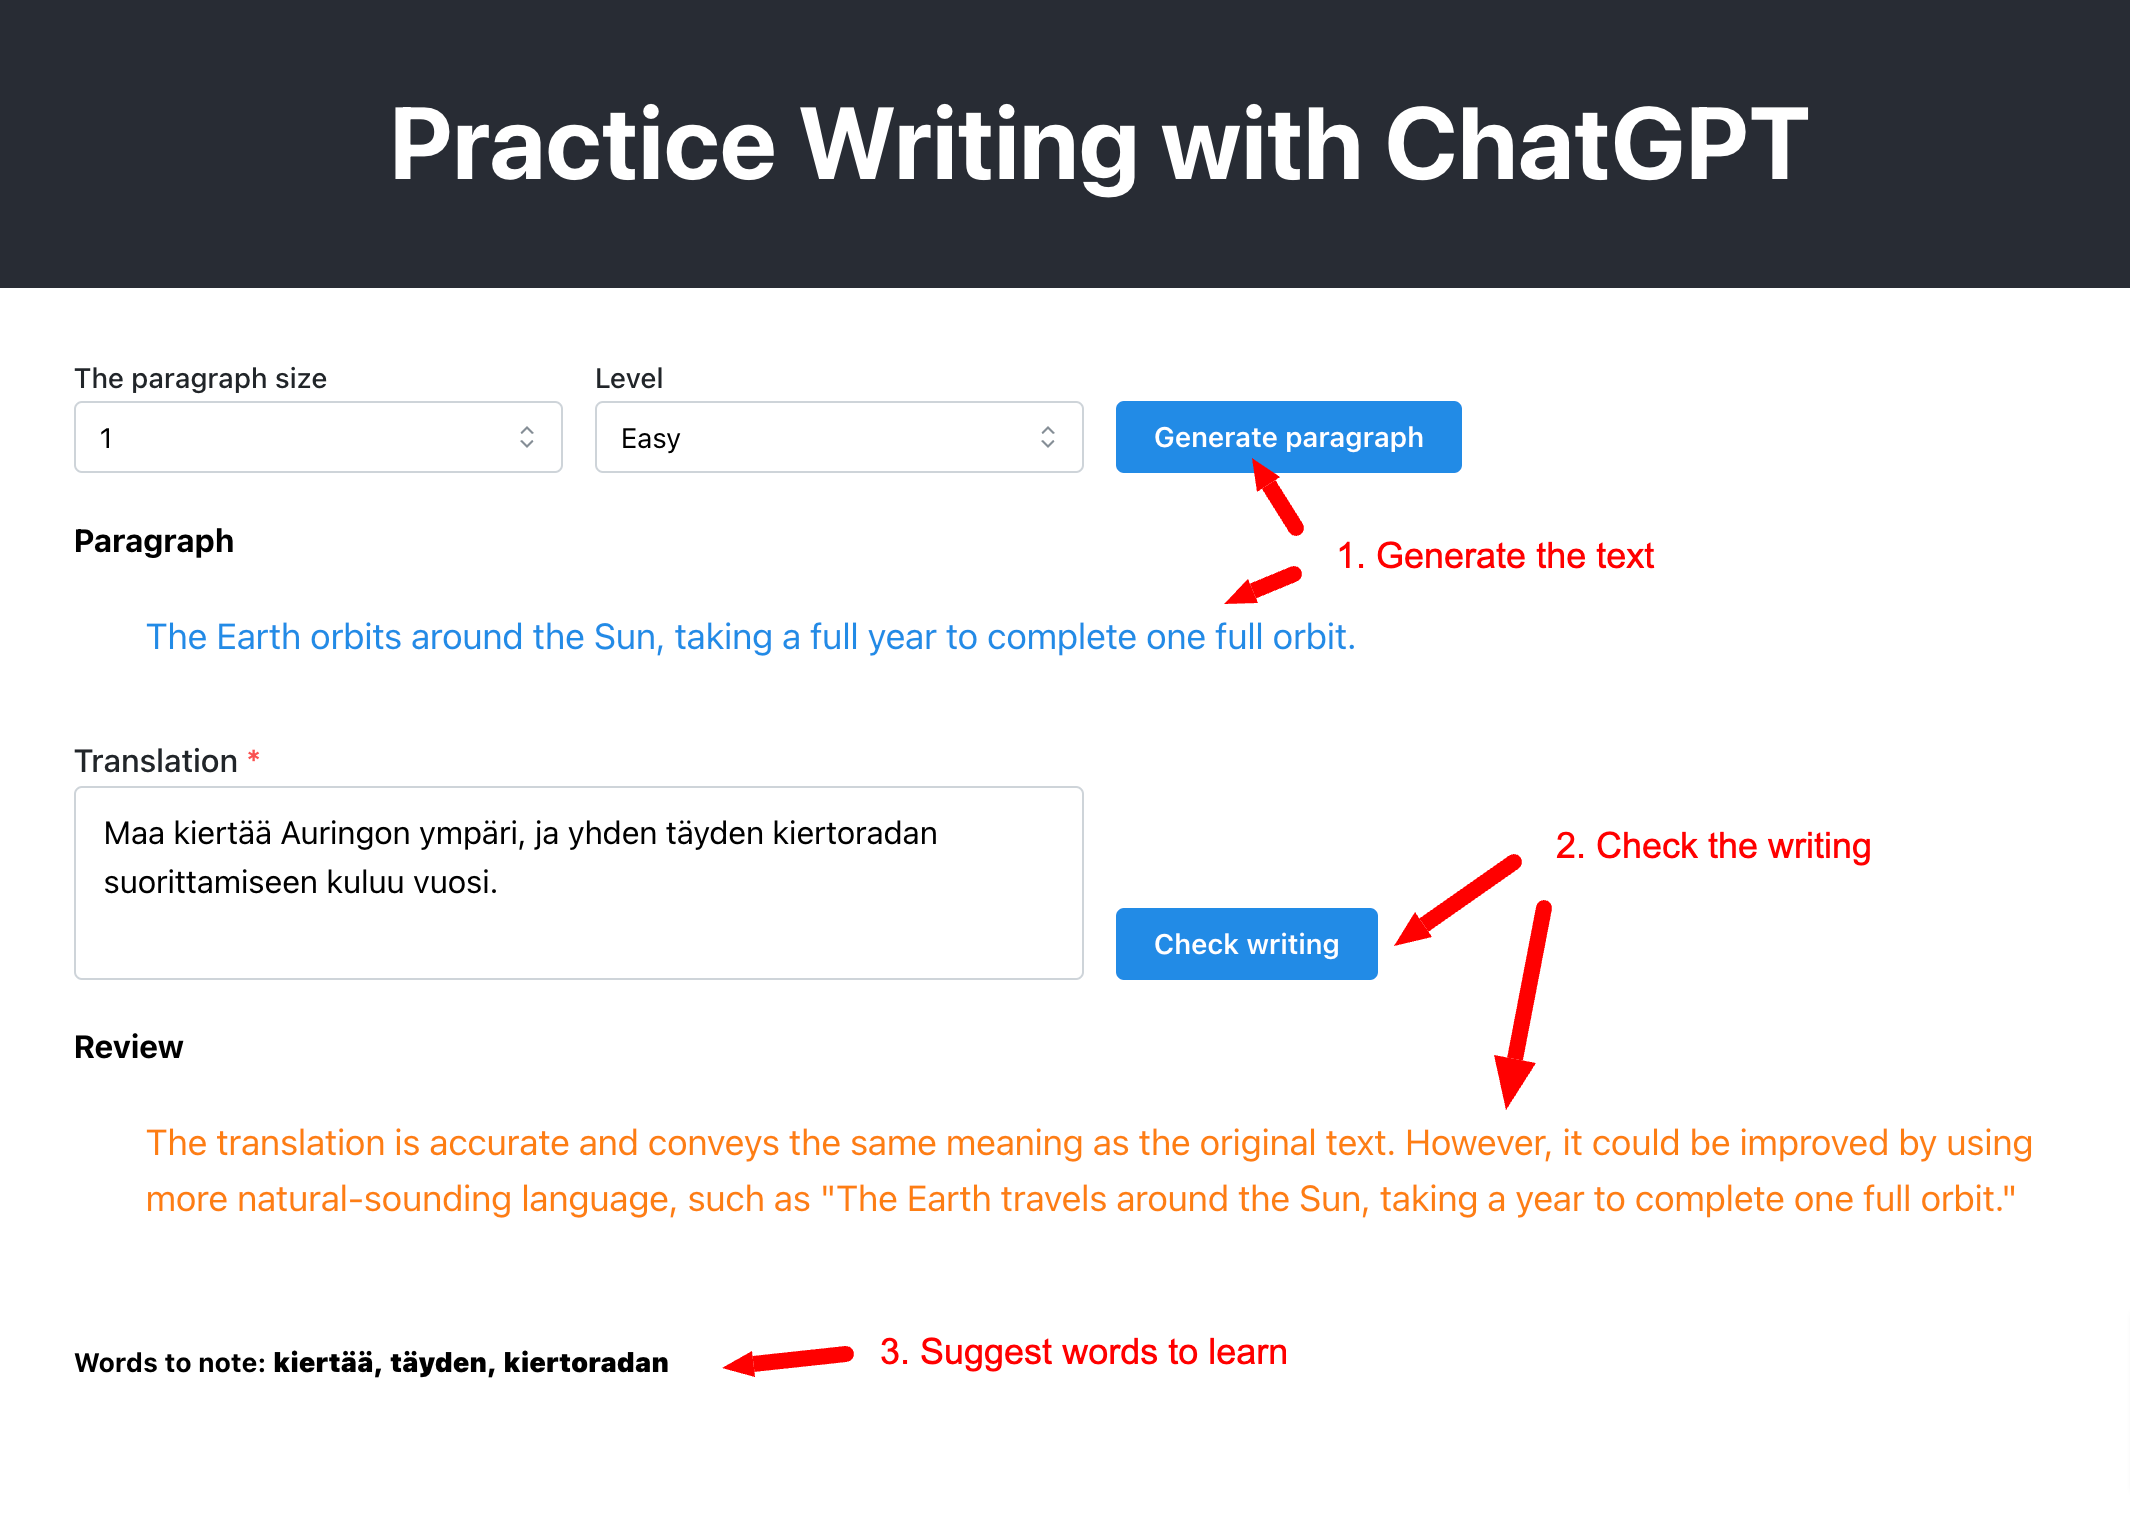 Practice Writing with ChatGPT
The paragraph size
Level
1
Easy
Generate paragraph
Paragraph
1. Generate the text
The Earth orbits around the Sun, taking a full year to complete one full orbit.
Translation *
Maa kiertää Auringon ympäri, ja yhden täyden kiertoradan
suorittamiseen kuluu vuosi.
2. Check the writing
Check writing
Review
The translation is accurate and conveys the same meaning as the original text. However, it could be improved by using
more natural-sounding language, such as "The Earth travels around the Sun, taking a year to complete one full orbit."
Words to note: kiertää, täyden, kiertoradan
3. Suggest words to learn